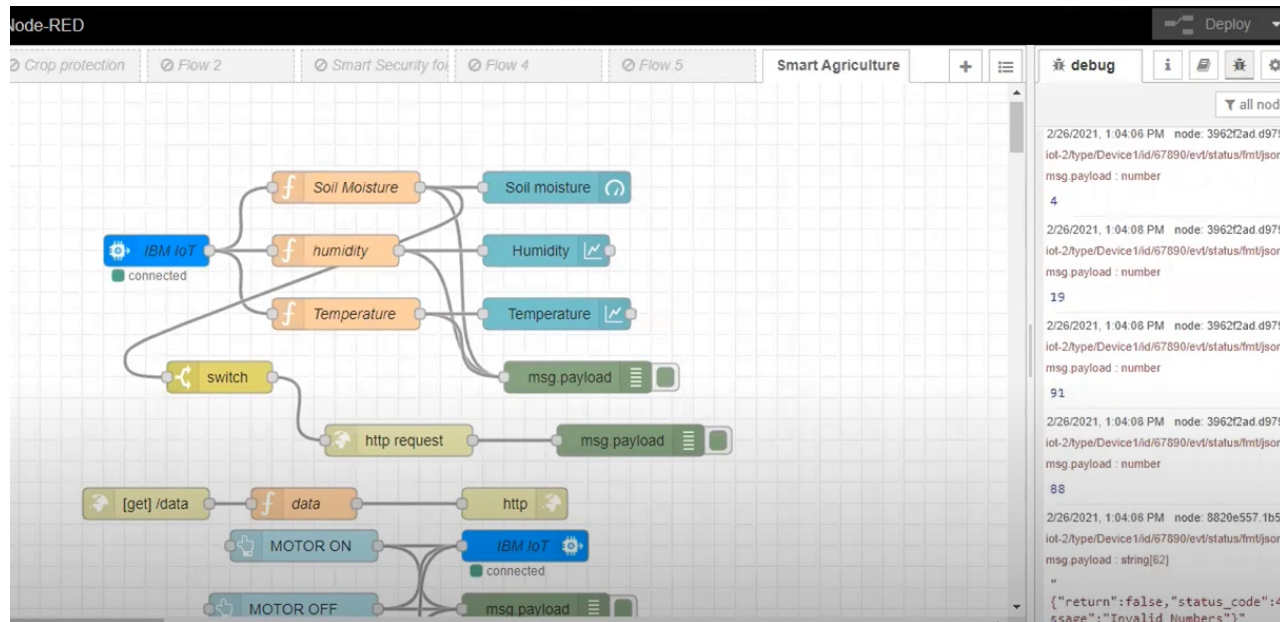 Node-RED
Deploy
Crop protection
Flow 2
Smart Security fo
Flow 4
Flow 5
Smart Agriculture
debug
i
all nod
Soil Moisture
Soil moisture
IBM IoT
connected
humidity
Humidity
Temperature
Temperature
switch
msg.payload
http request
msg.payload
[get] /data
data
http
MOTOR ON
IBM IoT
connected
MOTOR OFF
msg.payload
2/26/2021, 1:04:06 PM node: 3962f2ad.d979
iot-2/type/Device1/id/67890/evt/status/fmt/json
msg.payload : number
4
2/26/2021, 1:04:08 PM node: 3962f2ad.d979
iot-2/type/Device1/id/67890/evt/status/fmt/json
msg.payload : number
19
2/26/2021, 1:04:08 PM node: 3962f2ad.d979
iot-2/type/Device1/id/67890/evt/status/fmt/json
msg.payload : number
91
2/26/2021, 1:04:08 PM node: 3962f2ad.d979
iot-2/type/Device1/id/67890/evt/status/fmt/json
msg.payload : number
88
2/26/2021, 1:04:08 PM node: 8820e557.1b5
iot-2/type/Device1/id/67890/evt/status/fmt/json
msg.payload : string[62]
"
{"return":false,"status_code":4
ssage":"Invalid Numbers"}"